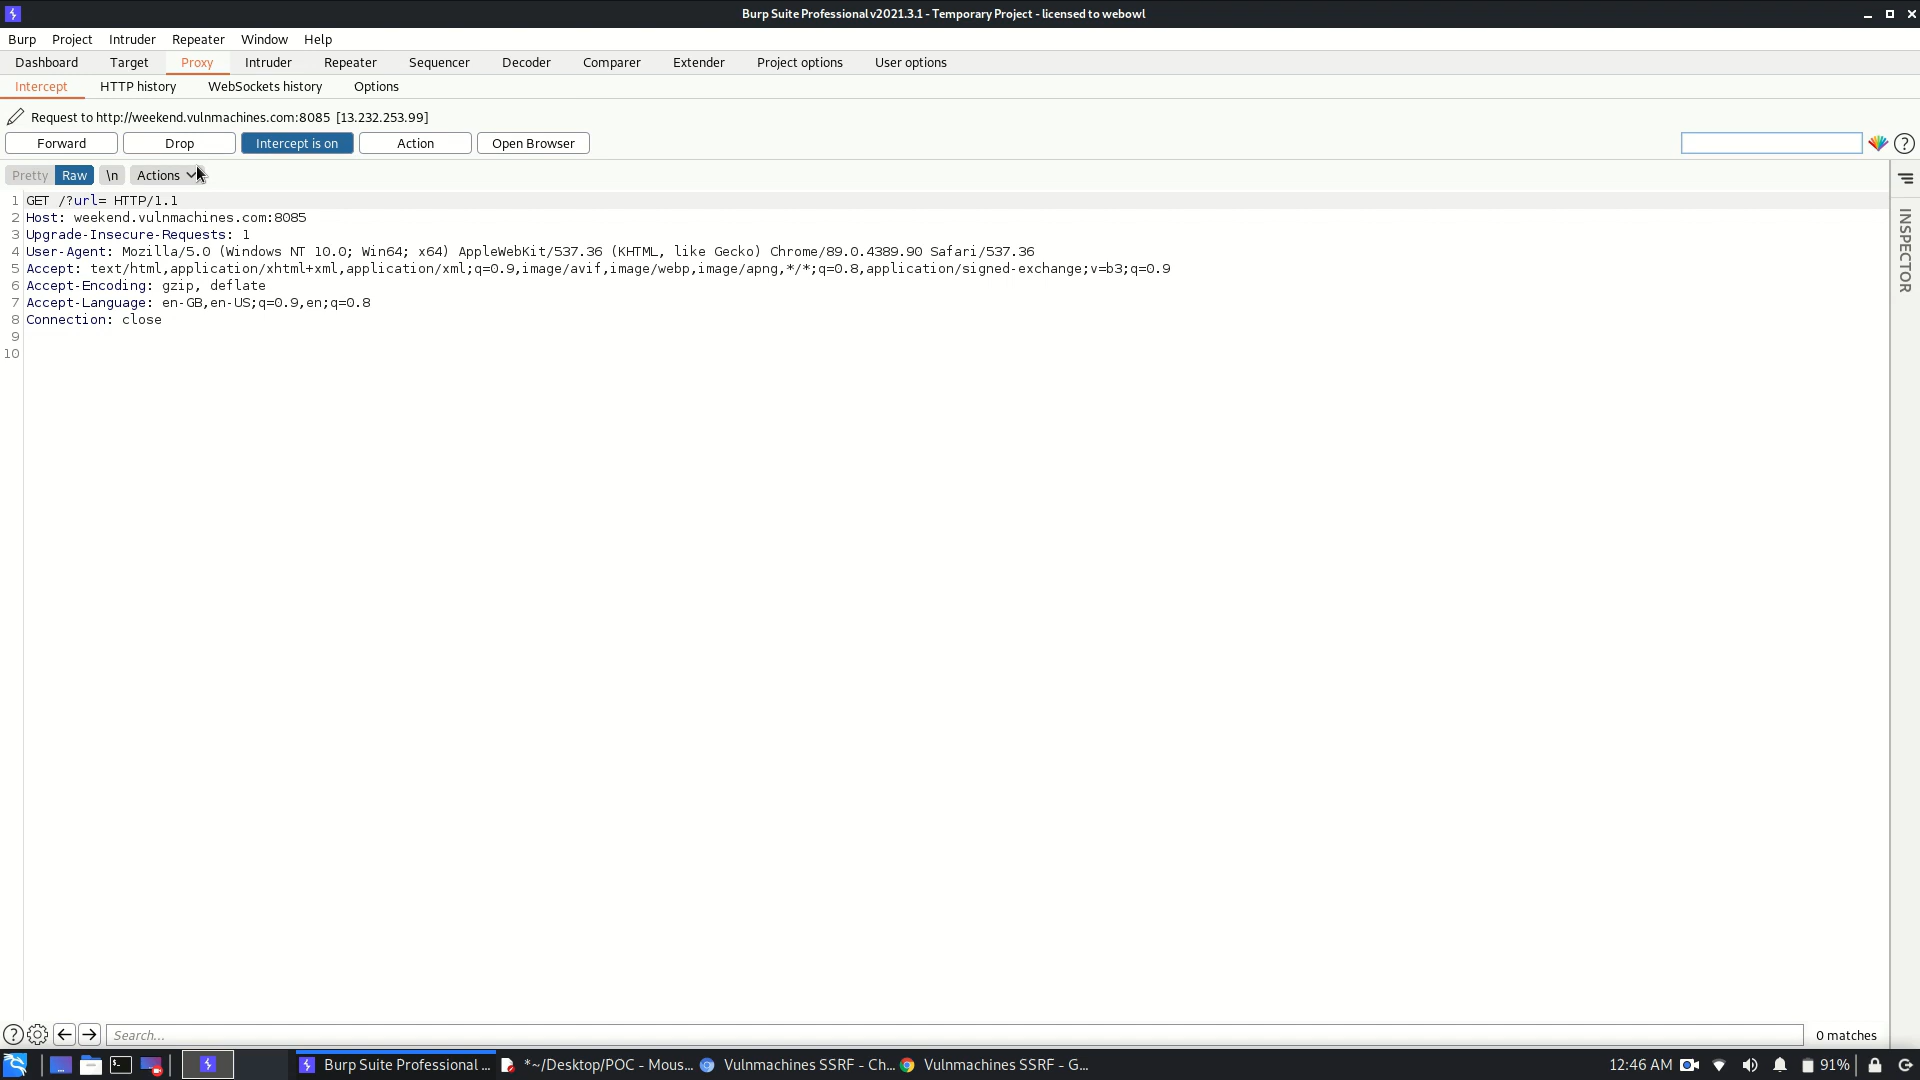 Burp Suite Professional v2021.3.1 - Temporary Project - licensed to webowl
Burp Project Intruder Repeater Window Help
Dashboard Target Proxy Intruder Repeater Sequencer Decoder Comparer Extender Project options User options
Intercept HTTP history WebSockets history Options
Request to http://weekend.vulnmachines.com:8085 [13.232.253.99]
Forward Drop Intercept is on Action Open Browser
Pretty Raw \n Actions
1 GET /?url= HTTP/1.1
2 Host: weekend.vulnmachines.com:8085
3 Upgrade-Insecure-Requests: 1
4 User-Agent: Mozilla/5.0 (Windows NT 10.0; Win64; x64) AppleWebKit/537.36 (KHTML, like Gecko) Chrome/89.0.4389.90 Safari/537.36
5 Accept: text/html,application/xhtml+xml,application/xml;q=0.9,image/avif,image/webp,image/apng,*/*;q=0.8,application/signed-exchange;v=b3;q=0.9
6 Accept-Encoding: gzip, deflate
7 Accept-Language: en-GB,en-US;q=0.9,en;q=0.8
8 Connection: close
9
10
INSPECTOR
Search... 0 matches
Burp Suite Professional ... *~/Desktop/POC - Mous... Vulnmachines SSRF - Ch... Vulnmachines SSRF - G... 12:46 AM 91%